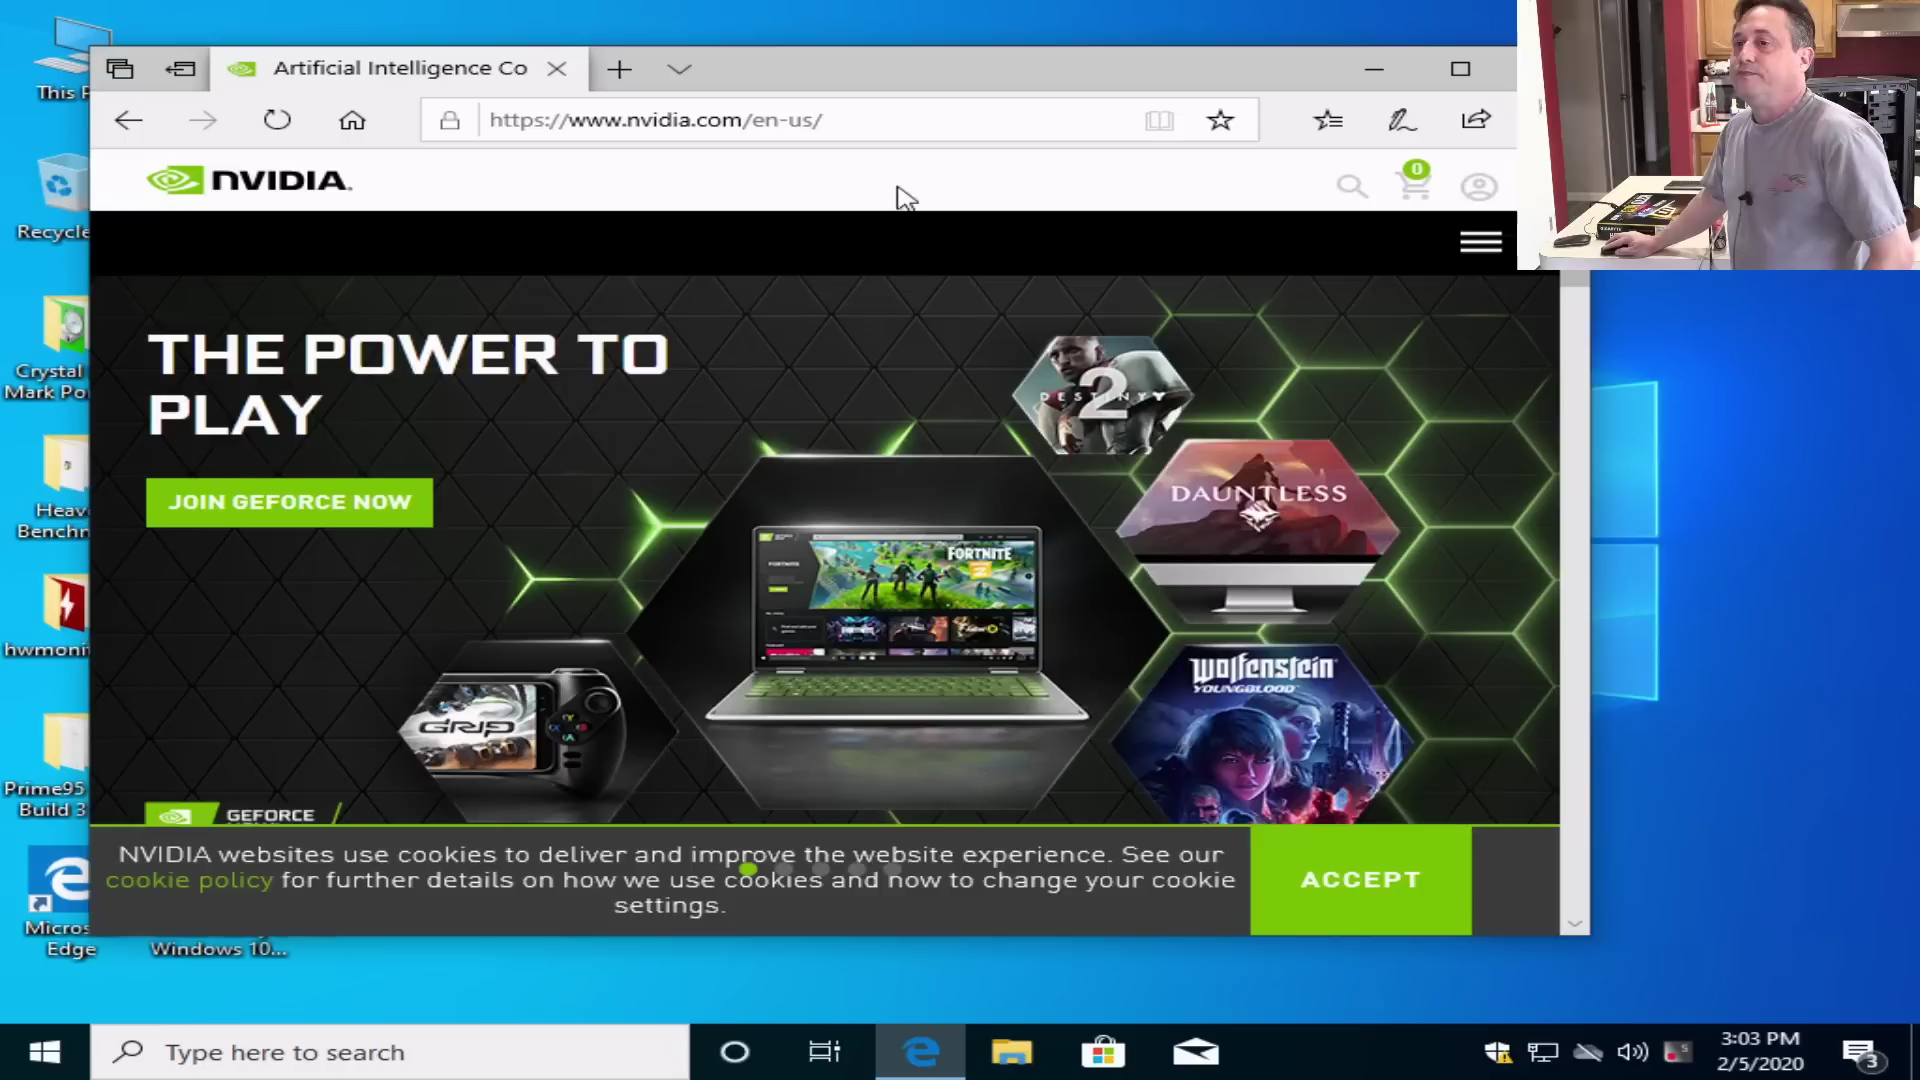 This P
Artificial Intelligence Co
https://www.nvidia.com/en-us/
NVIDIA.
0
Recycle
Crystal
Mark Po
Heav
Benchn
hwmoni
Prime95
Build 3
Micros
Edge
Windows 10...
THE POWER TO
PLAY
JOIN GEFORCE NOW
DESTINY 2
DAUNTLESS
FORTNITE
Wolfenstein
YOUNGBLOOD
GRIP
GEFORCE
NVIDIA websites use cookies to deliver and improve the website experience. See our
cookie policy for further details on how we use cookies and how to change your cookie
settings.
ACCEPT
GIGABYTE
Type here to search
3:03 PM
2/5/2020
3